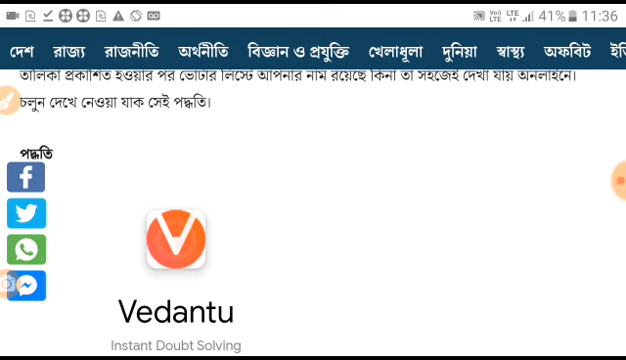 41% 11:36
দেশ রাজ্য রাজনীতি অর্থনীতি বিজ্ঞান ও প্রযুক্তি খেলাধূলা দুনিয়া স্বাস্থ্য অফবিট
তালিকা প্রকাশিত হওয়ার পর ভোটার লিস্টে আপনার নাম রয়েছে কিনা তা সহজেই দেখা যায় অনলাইনে।
চলুন দেখে নেওয়া যাক সেই পদ্ধতি।
পদ্ধতি
Vedantu
Instant Doubt Solving